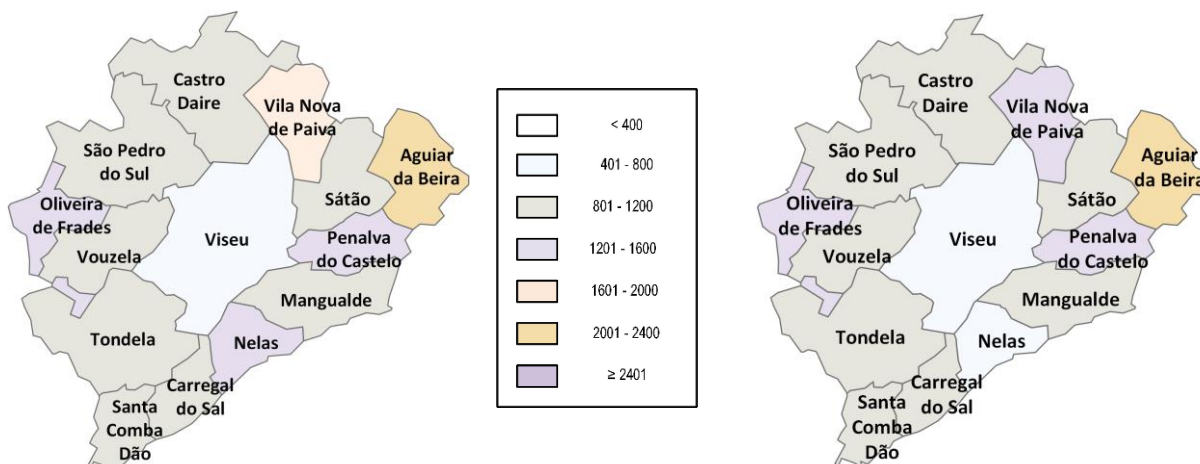 Castro
Daire
Vila Nova
de Paiva
São Pedro
do Sul
Aguiar
da Beira
Sátão
Oliveira
de Frades
Viseu
Penalva
do Castelo
Vouzela
Mangualde
Tondela
Nelas
Carregal
do Sal
Santa
Comba
Dão
< 400
401 - 800
801 - 1200
1201 - 1600
1601 - 2000
2001 - 2400
≥ 2401
Castro
Daire
Vila Nova
de Paiva
São Pedro
do Sul
Aguiar
da Beira
Sátão
Oliveira
de Frades
Viseu
Penalva
do Castelo
Vouzela
Mangualde
Tondela
Nelas
Carregal
do Sal
Santa
Comba
Dão